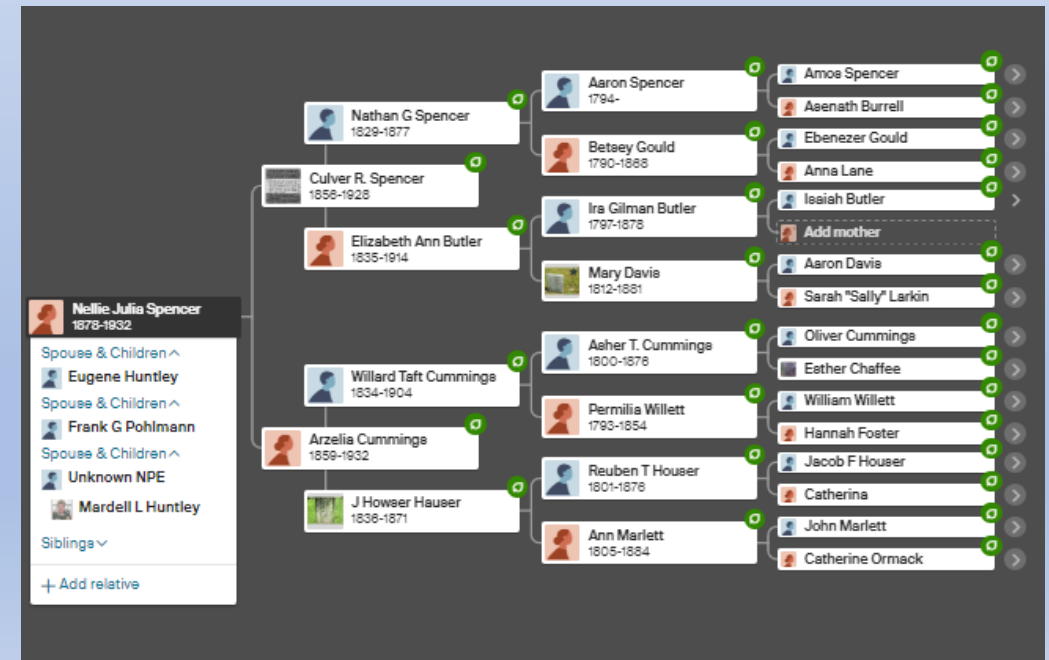 Nellie Julia Spencer
1878-1932
Spouse & Children
Eugene Huntley
Spouse & Children
Frank G Pohlmann
Spouse & Children
Unknown NPE
Mardell L Huntley
Siblings
+ Add relative
Culver R. Spencer
1856-1928
Arzelia Cummings
1859-1932
Nathan G Spencer
1829-1877
Elizabeth Ann Butler
1835-1914
Willard Taft Cummings
1834-1904
J Howser Hauser
1836-1871
Aaron Spencer
1794-
Betsey Gould
1790-1868
Ira Gilman Butler
1797-1878
Mary Davis
1812-1881
Asher T. Cummings
1800-1876
Permilia Willett
1793-1854
Reuben T Houser
1801-1876
Ann Marlett
1805-1884
Amos Spencer
Asenath Burrell
Ebenezer Gould
Anna Lane
Isaiah Butler
Add mother
Aaron Davis
Sarah "Sally" Larkin
Oliver Cummings
Esther Chaffee
William Willett
Hannah Foster
Jacob F Houser
Catherina
John Marlett
Catherine Ormack